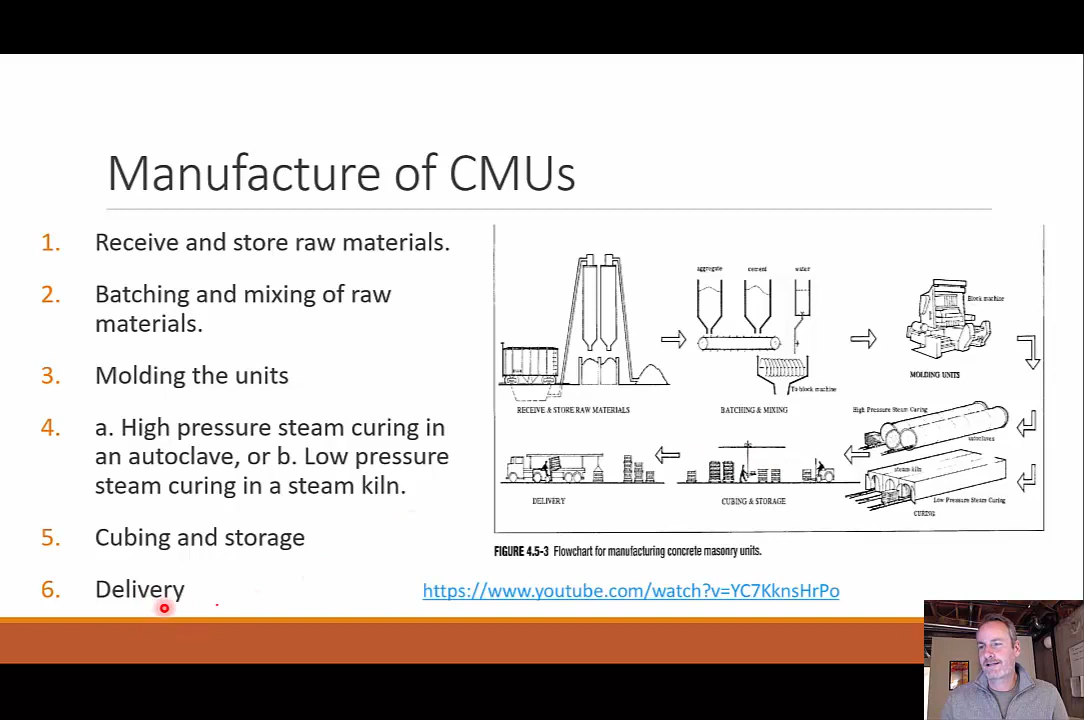 Manufacture of CMUs
1. Receive and store raw materials.
2. Batching and mixing of raw
materials.
3. Molding the units
4. a. High pressure steam curing in
an autoclave, or b. Low pressure
steam curing in a steam kiln.
5. Cubing and storage
6. Delivery
aggregate cement water
Block machine
To block machine
MOLDING UNITS
RECEIVE & STORE RAW MATERIALS
BATCHING & MIXING
High Pressure Steam Curing
autoclaves
steam kiln
Low Pressure Steam Curing
CURING
DELIVERY
CUBING & STORAGE
FIGURE 4.5-3 Flowchart for manufacturing concrete masonry units.
https://www.youtube.com/watch?v=YC7KknsHrPo